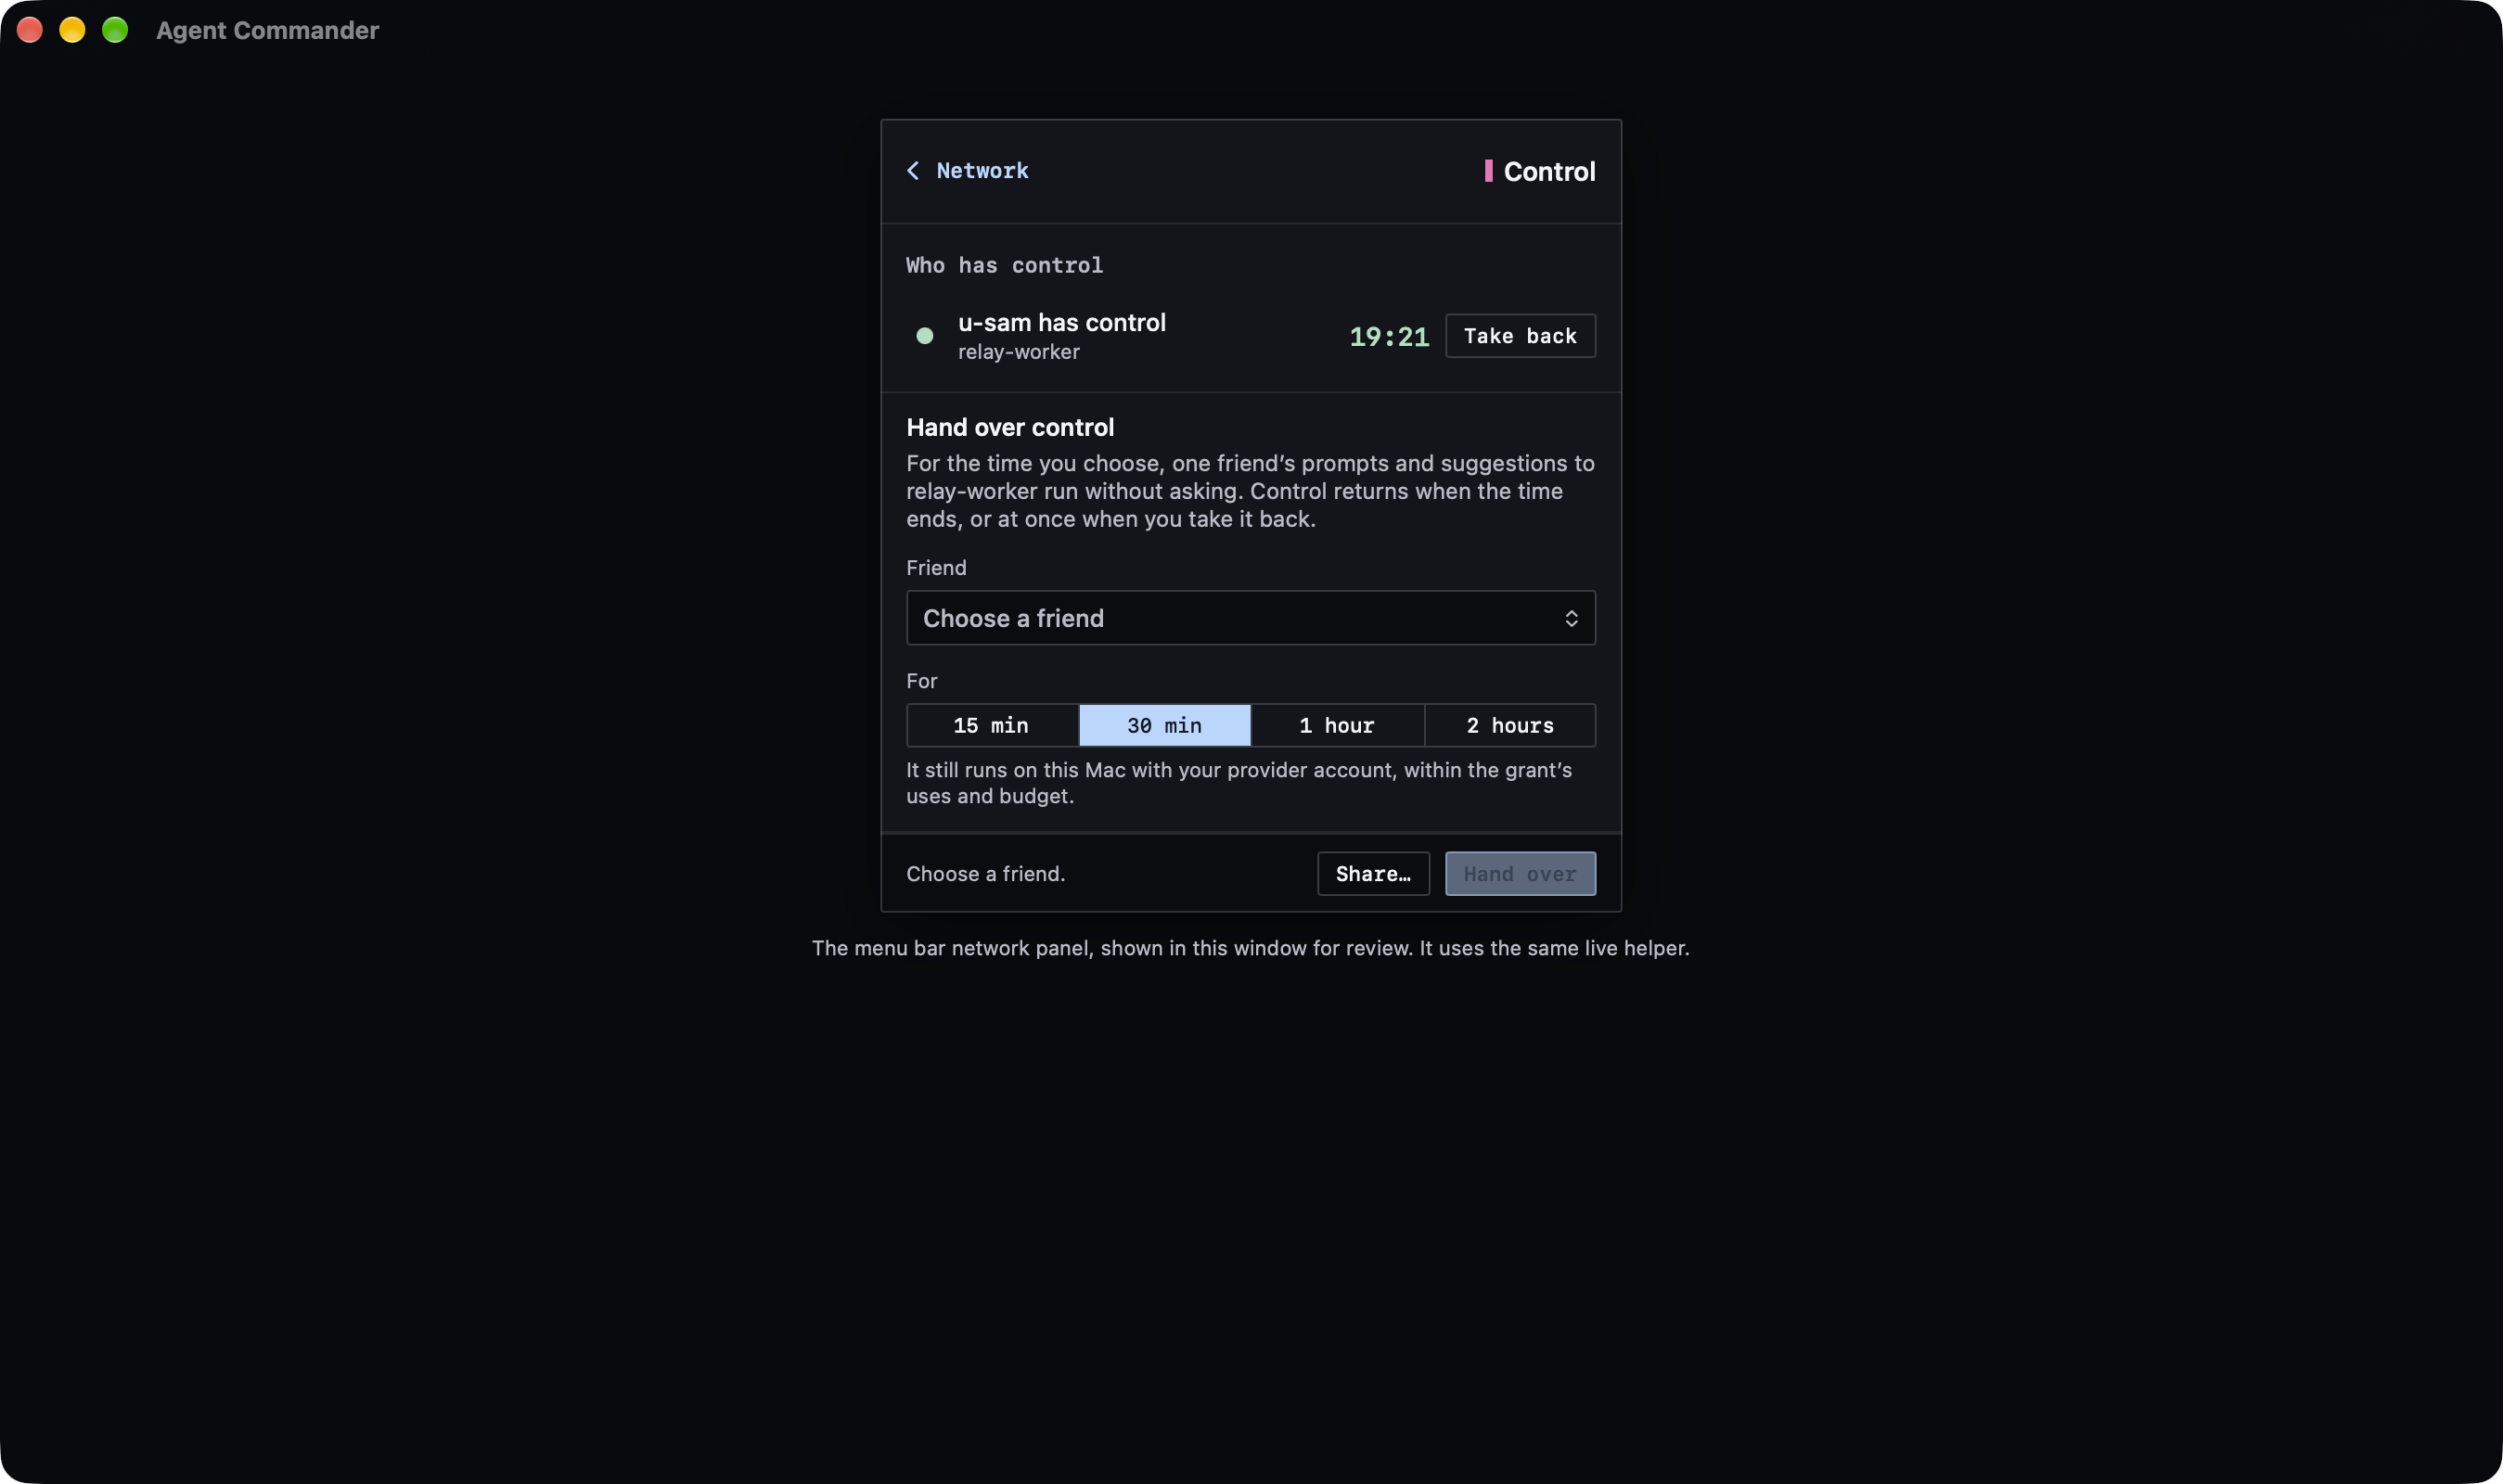 Agent Commander
Network
Control
Who has control
u-sam has control
relay-worker
19:21
Take back
Hand over control
For the time you choose, one friend’s prompts and suggestions to
relay-worker run without asking. Control returns when the time
ends, or at once when you take it back.
Friend
Choose a friend
For
15 min
30 min
1 hour
2 hours
It still runs on this Mac with your provider account, within the grant’s
uses and budget.
Choose a friend.
Share…
Hand over
The menu bar network panel, shown in this window for review. It uses the same live helper.